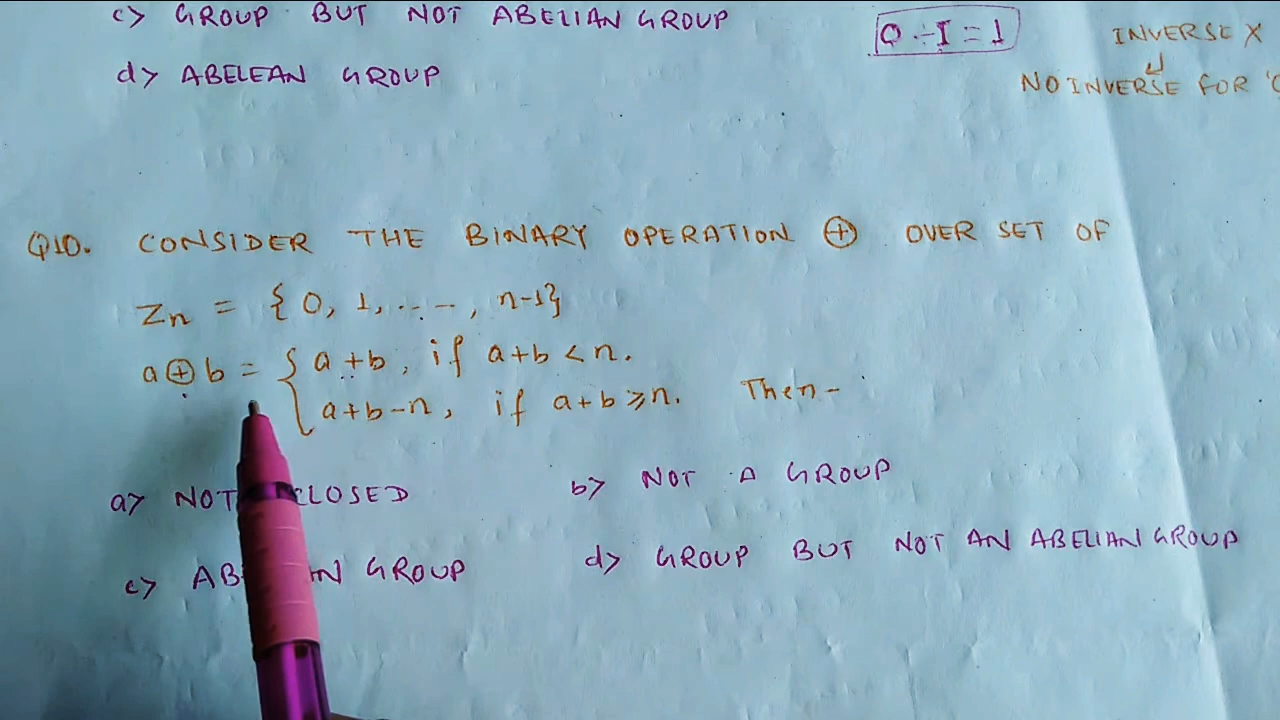 c) GROUP BUT NOT ABELIAN GROUP
d) ABELEAN GROUP
0 ÷ I = 1
INVERSE X
NO INVERSE FOR
Q10. CONSIDER THE BINARY OPERATION ⊕ OVER SET OF
Zn = {0, 1, ... -, n-1}
a ⊕ b = { a+b, if a+b < n.
a+b-n, if a+b ≥ n. Then -
a) NOT CLOSED
b) NOT A GROUP
c) GROUP
d) GROUP BUT NOT AN ABELIAN GROUP